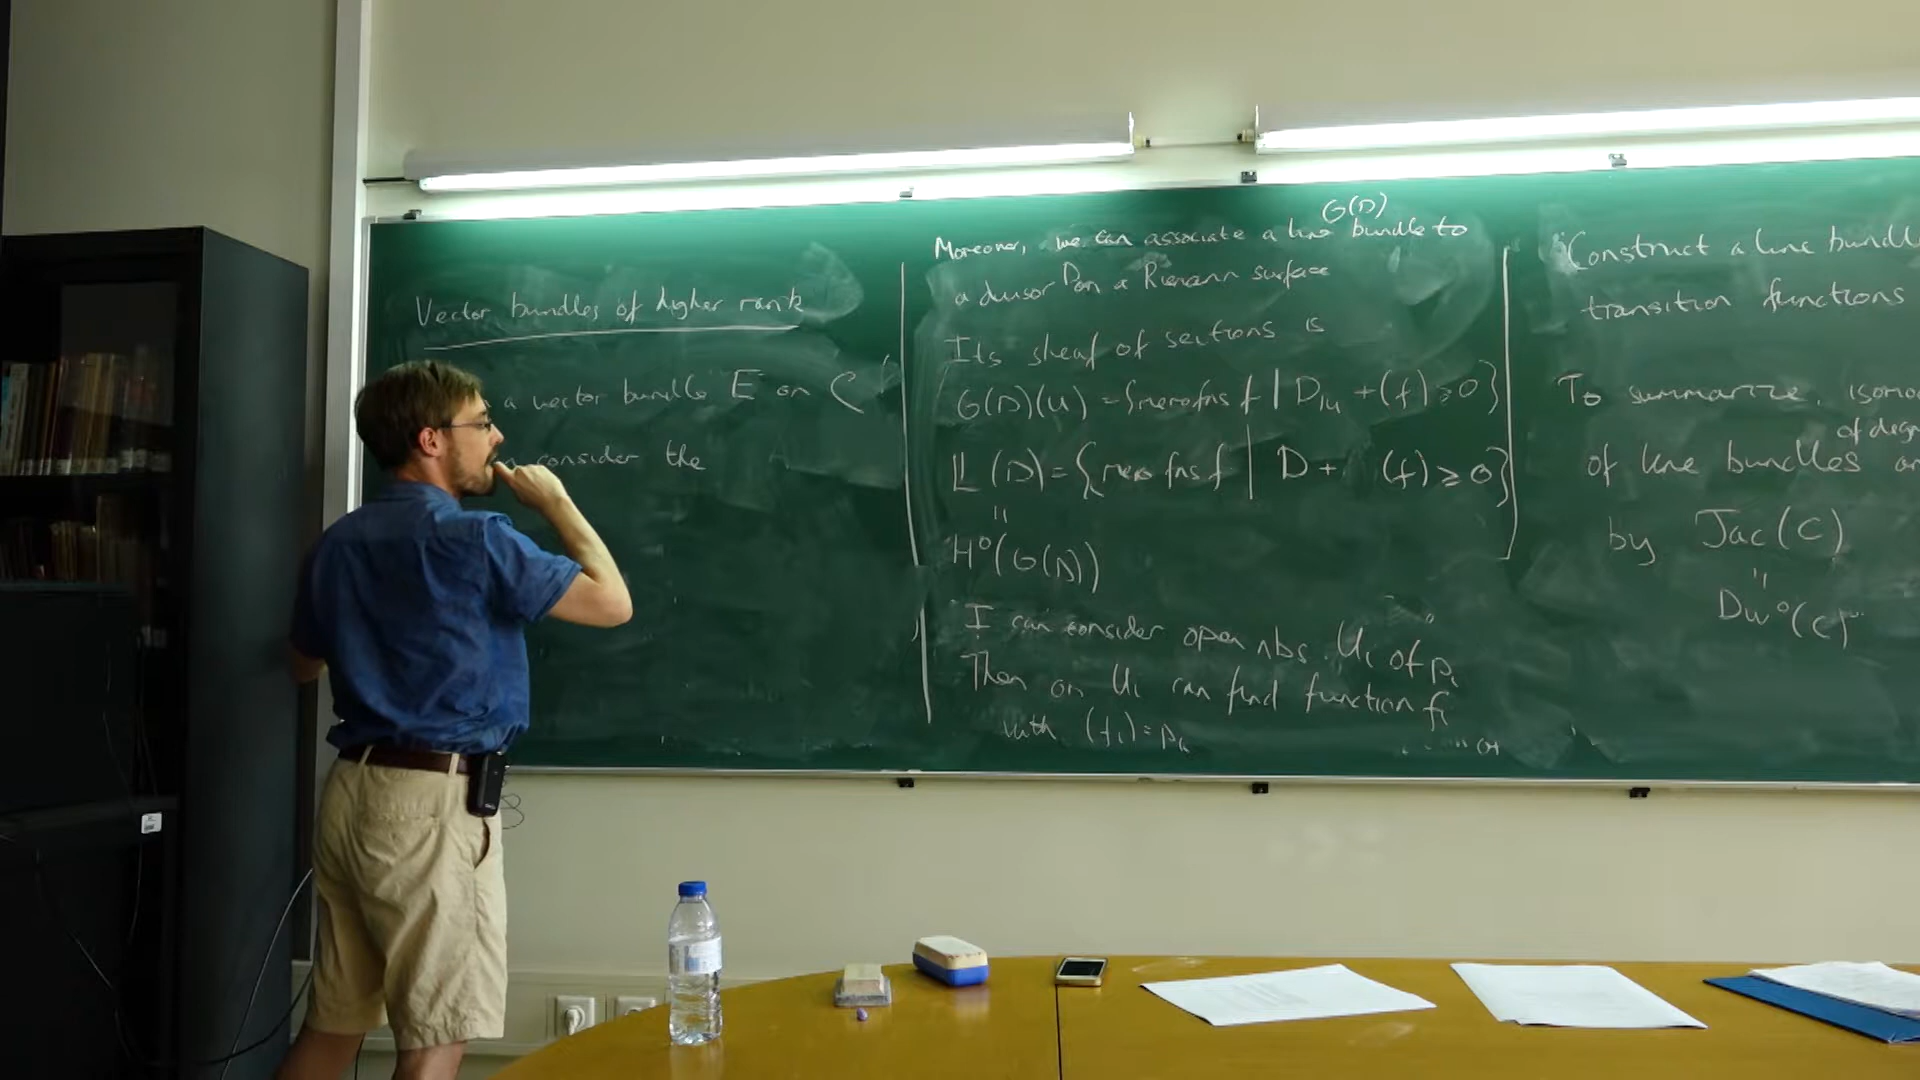 Vector bundles of higher rank
a vector bundle E on C
consider the
O(D)
Moreover, we can associate a line bundle to
a divisor D on a Riemann surface
Its sheaf of sections is
O(D)(U) = {mero fns f | D|U + (f) ≥ 0}
𝕃(D) = {mero fns f | D + (f) ≥ 0}
"
H⁰(O(D))
I can consider open nbs. Ui of pi
Then on Ui can find function fi
with (fi) = pi
Construct a line bundl
transition functions
To summarize, isomo
of degr
of line bundles
by Jac(C)
"
Div⁰(C)